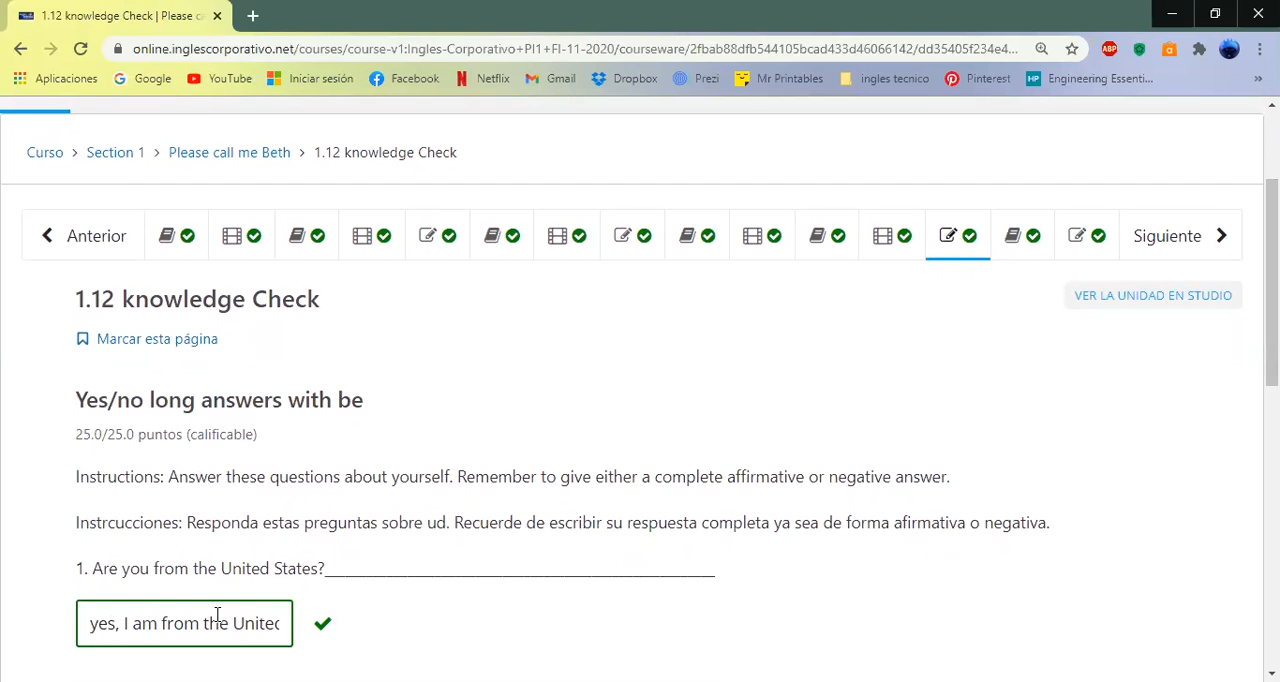 1.12 knowledge Check | Please ca
online.inglescorporativo.net/courses/course-v1:Ingles-Corporativo+PI1+FI-11-2020/courseware/2fbab88dfb544105bcad433d46066142/dd35405f234e4...
ABP
Aplicaciones Google YouTube Iniciar sesión Facebook Netflix Gmail Dropbox Prezi Mr Printables ingles tecnico Pinterest HP Engineering Essenti... »
Curso > Section 1 > Please call me Beth > 1.12 knowledge Check
Anterior Siguiente
1.12 knowledge Check
VER LA UNIDAD EN STUDIO
Marcar esta página
Yes/no long answers with be
25.0/25.0 puntos (calificable)
Instructions: Answer these questions about yourself. Remember to give either a complete affirmative or negative answer.
Instrcucciones: Responda estas preguntas sobre ud. Recuerde de escribir su respuesta completa ya sea de forma afirmativa o negativa.
1. Are you from the United States?_______________________________________________
yes, I am from the United